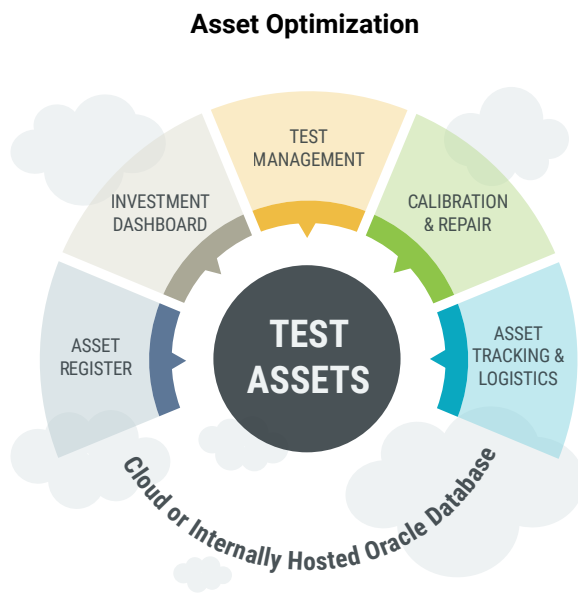 Asset Optimization
TEST
MANAGEMENT
INVESTMENT
DASHBOARD
CALIBRATION
& REPAIR
ASSET
REGISTER
TEST
ASSETS
ASSET
TRACKING &
LOGISTICS
Cloud or Internally Hosted Oracle Database